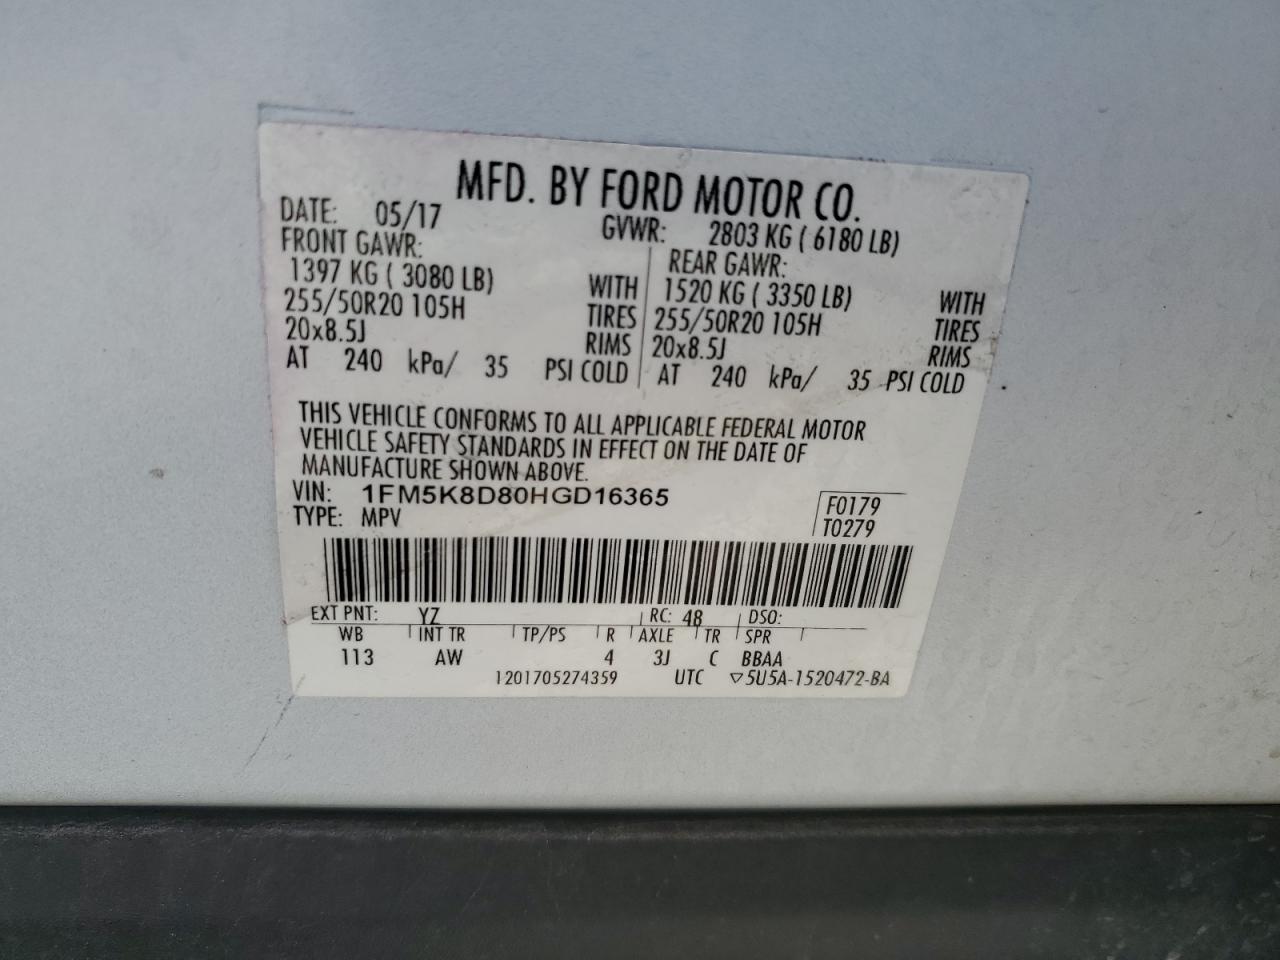 MFD. BY FORD MOTOR CO.
DATE: 05/17 GVWR: 2803 KG ( 6180 LB)
FRONT GAWR: REAR GAWR:
1397 KG ( 3080 LB) WITH 1520 KG ( 3350 LB) WITH
255/50R20 105H TIRES 255/50R20 105H TIRES
20x8.5J RIMS 20x8.5J RIMS
AT 240 kPa/ 35 PSI COLD AT 240 kPa/ 35 PSI COLD
THIS VEHICLE CONFORMS TO ALL APPLICABLE FEDERAL MOTOR
VEHICLE SAFETY STANDARDS IN EFFECT ON THE DATE OF
MANUFACTURE SHOWN ABOVE.
VIN: 1FM5K8D80HGD16365 F0179
TYPE: MPV T0279
EXT PNT: YZ RC: 48 DSO:
WB INT TR TP/PS R AXLE TR SPR
113 AW 4 3J C BBAA
1201705274359 UTC ▽5U5A-1520472-BA